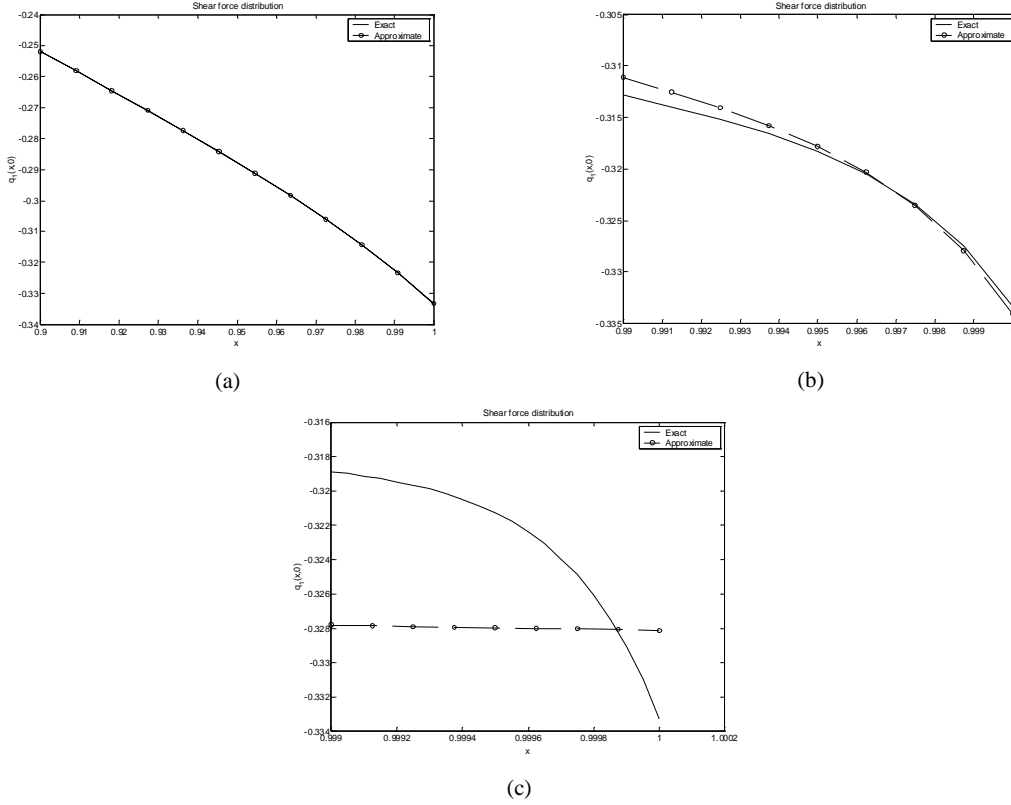 Shear force distribution
Exact
Approximate
-0.24
-0.25
-0.26
-0.27
-0.28
-0.29
-0.3
-0.31
-0.32
-0.33
-0.34
q1(x,0)
0.9 0.91 0.92 0.93 0.94 0.95 0.96 0.97 0.98 0.99 1
x
(a)
Shear force distribution
Exact
Approximate
-0.305
-0.31
-0.315
-0.32
-0.325
-0.33
-0.335
q1(x,0)
0.99 0.991 0.992 0.993 0.994 0.995 0.996 0.997 0.998 0.999
x
(b)
Shear force distribution
Exact
Approximate
-0.316
-0.318
-0.32
-0.322
-0.324
-0.326
-0.328
-0.33
-0.332
-0.334
q1(x,0)
0.999 0.9992 0.9994 0.9996 0.9998 1 1.0002
x
(c)